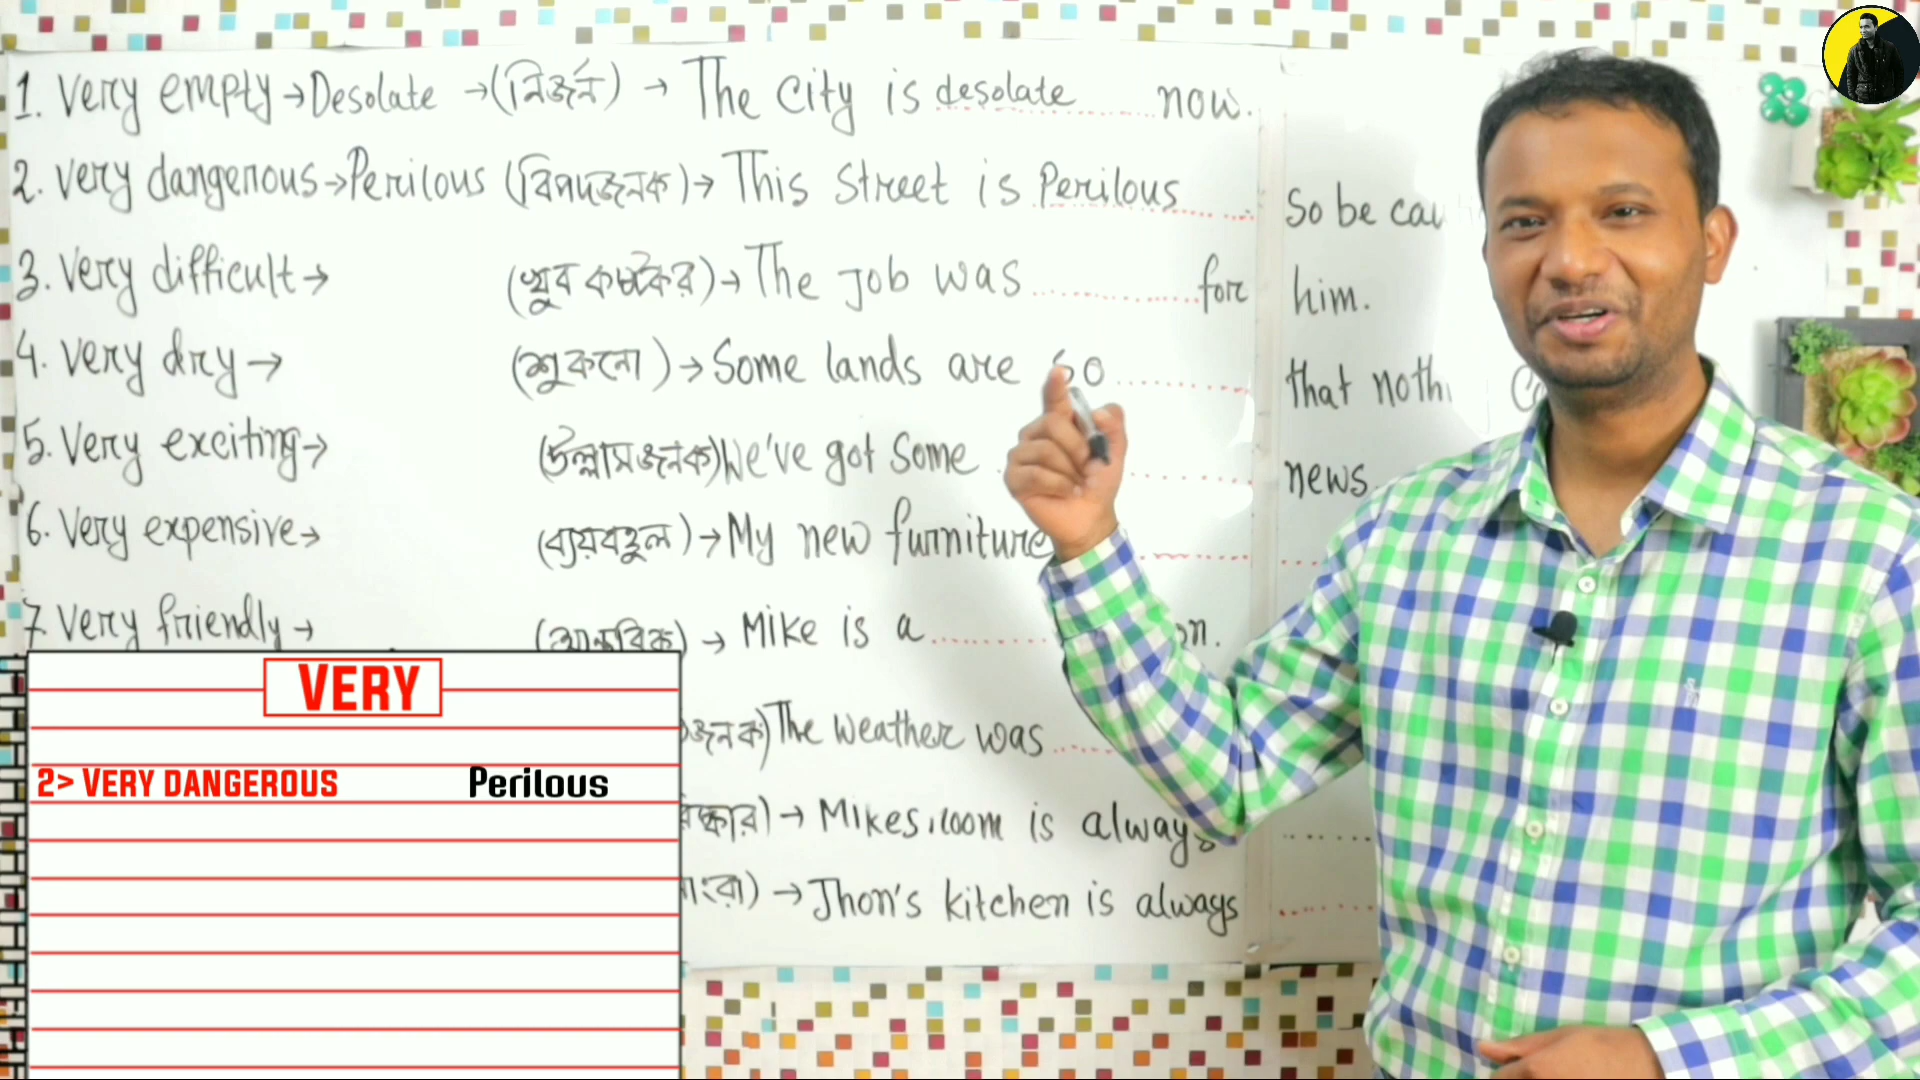 1. Very empty → Desolate → (নির্জন) → The City is desolate now.
2. Very dangerous → Perilous (বিপদজনক) → This Street is Perilous So be
3. Very difficult → (খুব কষ্টকর) → The Job was for him.
4. Very dry → (শুকনো) → Some lands are so that
5. Very exciting → (উল্লাসজনক) We've got Some news.
6. Very expensive → (ব্যয়বহুল) → My new furniture
7. Very friendly → (আন্তরিক) → Mike is a
The Weather was
→ Mikes room is always
→ Jhon's kitchen is always
VERY
2> VERY DANGEROUS Perilous